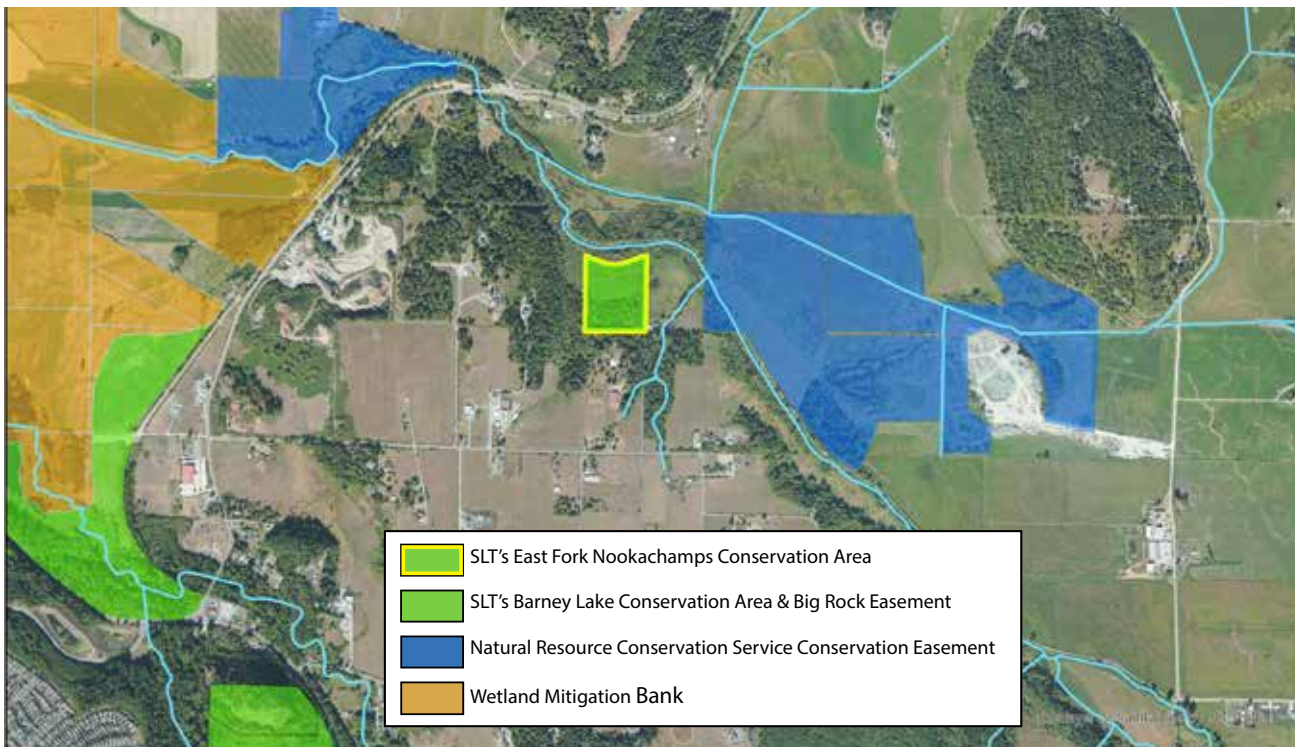 SLT's East Fork Nookachamps Conservation Area
SLT's Barney Lake Conservation Area & Big Rock Easement
Natural Resource Conservation Service Conservation Easement
Wetland Mitigation Bank